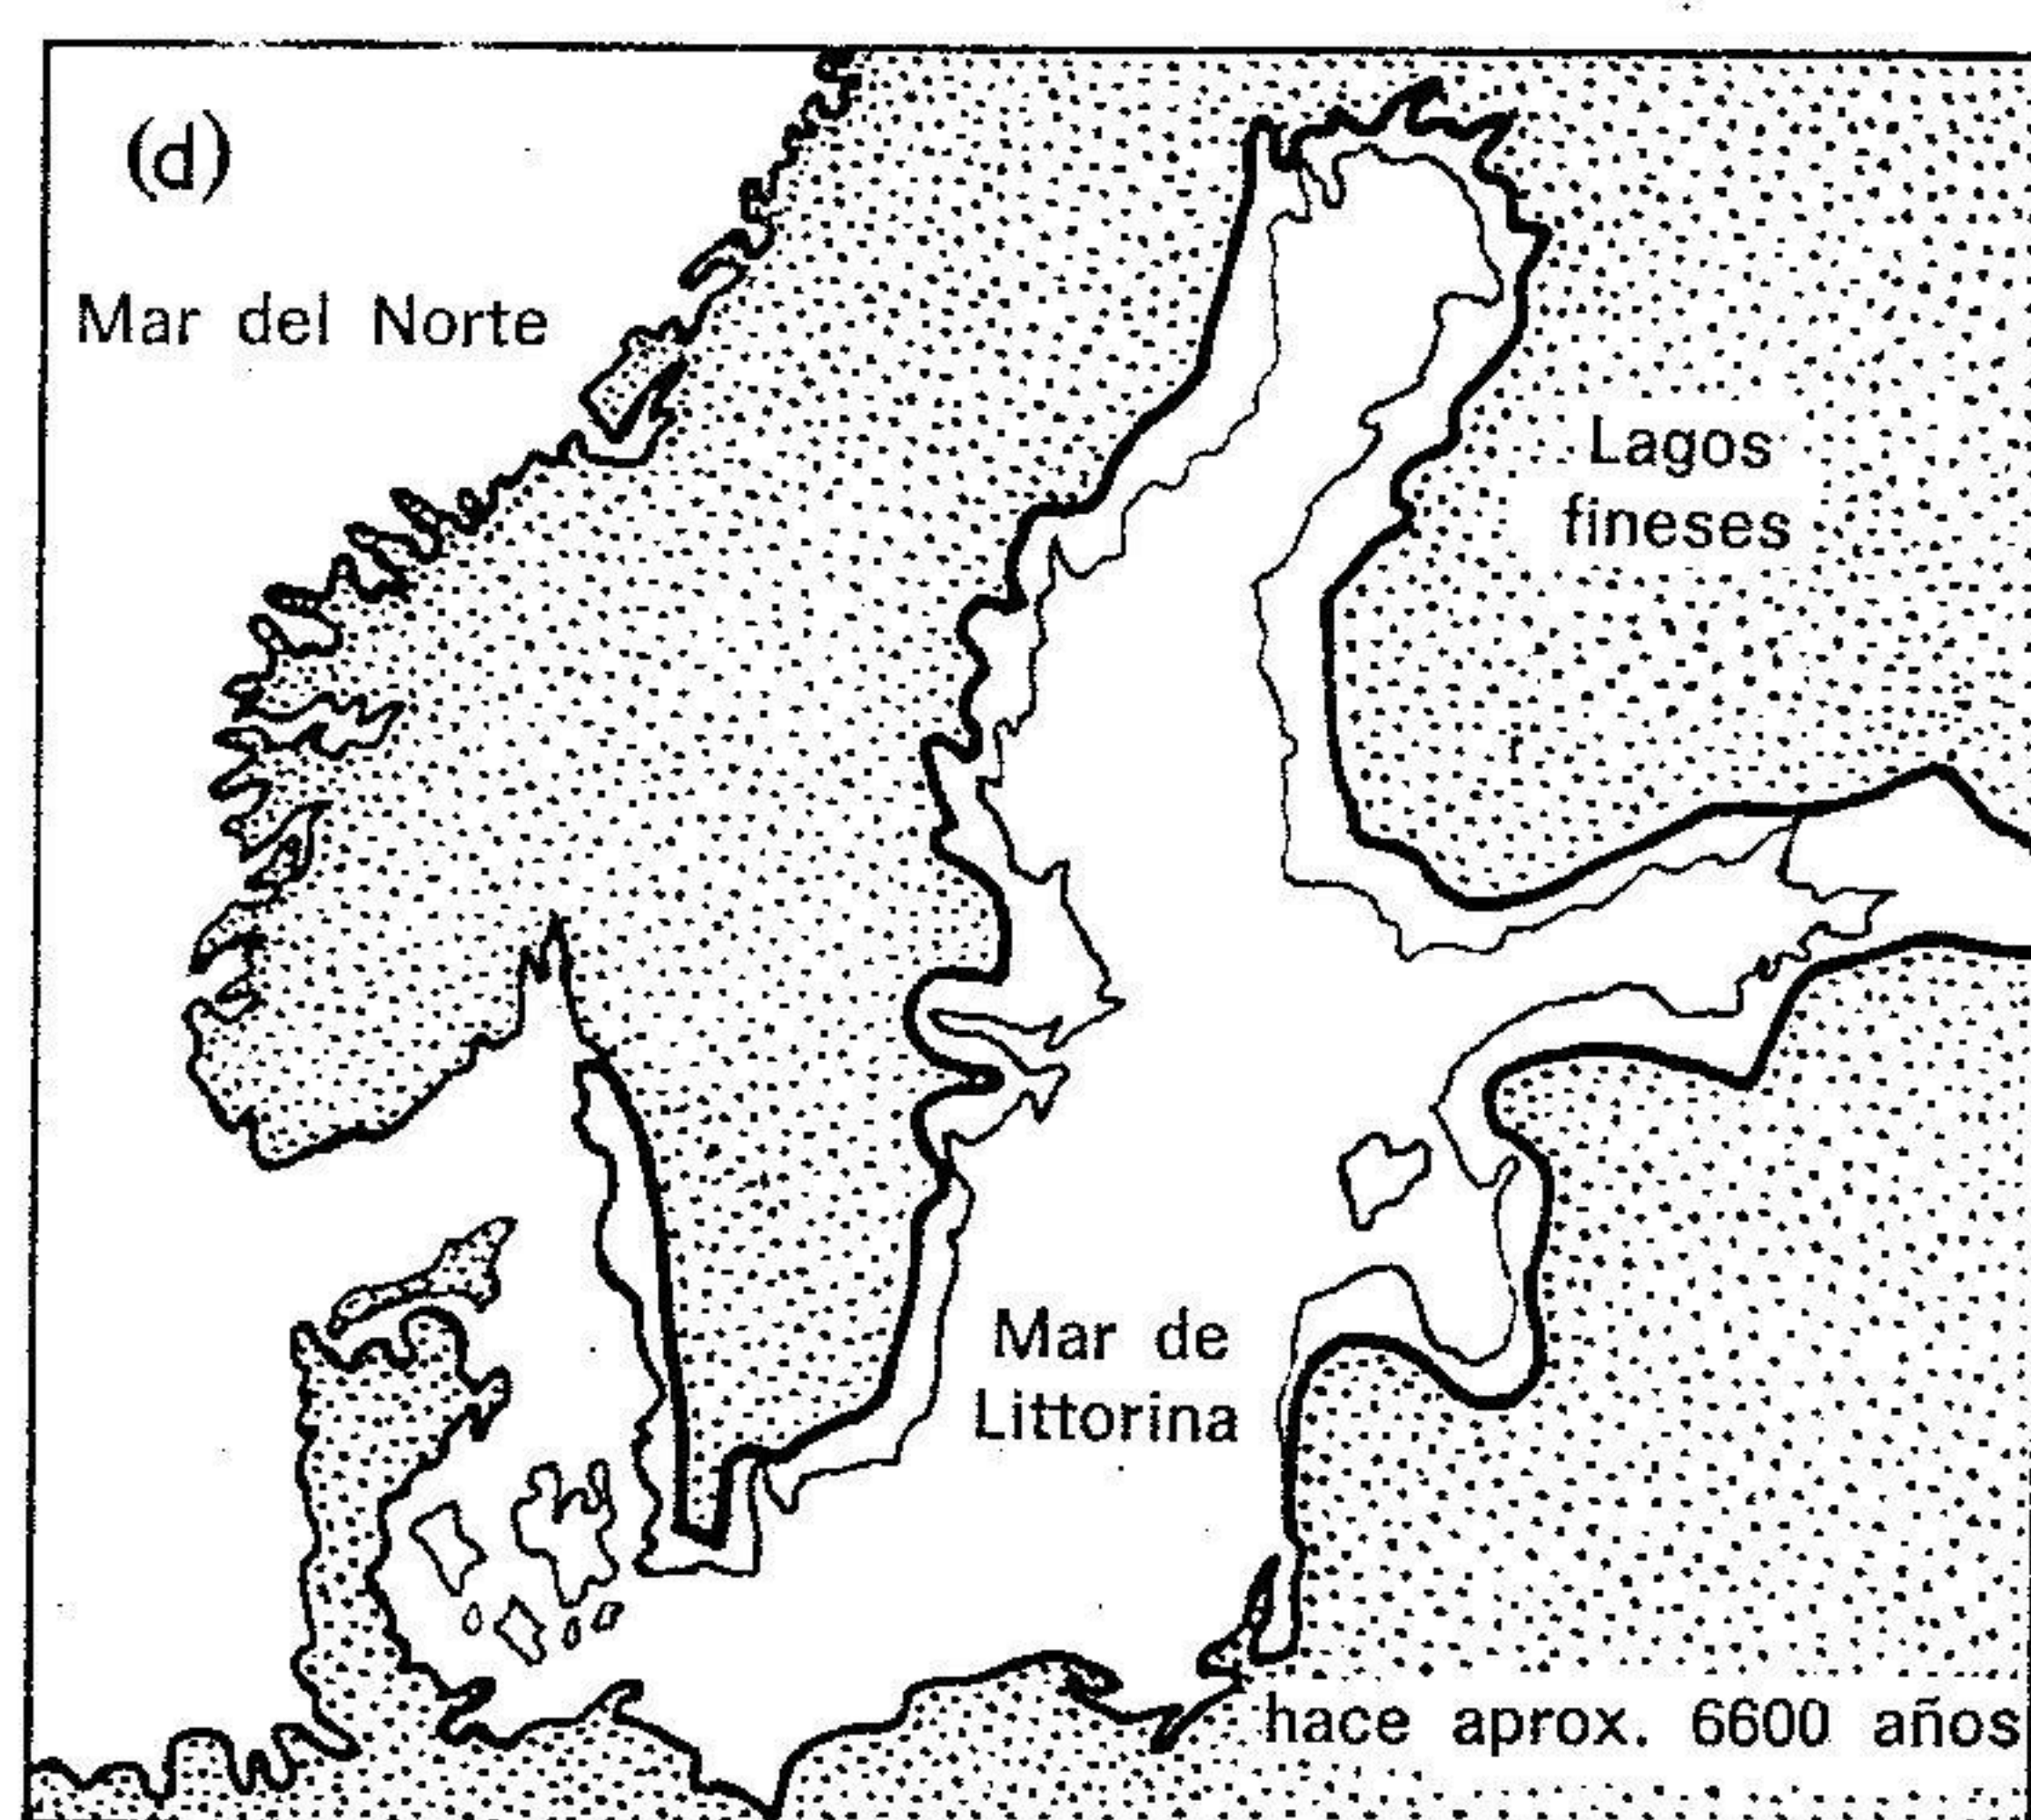 (d)
Mar del Norte
Lagos
fineses
Mar de
Littorina
hace aprox. 6600 años